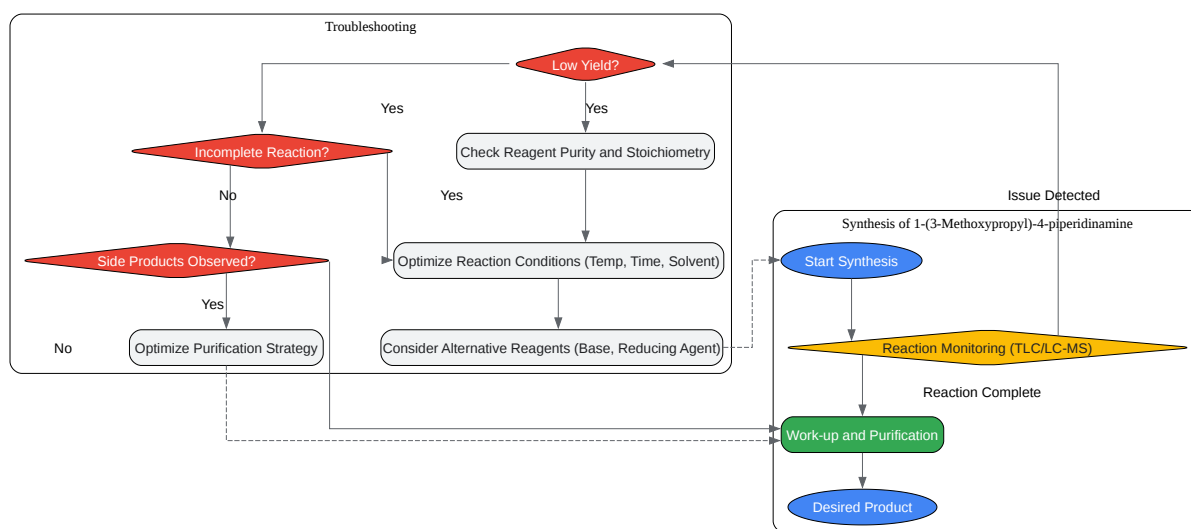 Troubleshooting
Low Yield?
Yes
Yes
Incomplete Reaction?
Check Reagent Purity and Stoichiometry
No
Yes
Issue Detected
Synthesis of 1-(3-Methoxypropyl)-4-piperidinamine
Side Products Observed?
Optimize Reaction Conditions (Temp, Time, Solvent)
Start Synthesis
Yes
No
Optimize Purification Strategy
Consider Alternative Reagents (Base, Reducing Agent)
Reaction Monitoring (TLC/LC-MS)
Reaction Complete
Work-up and Purification
Desired Product